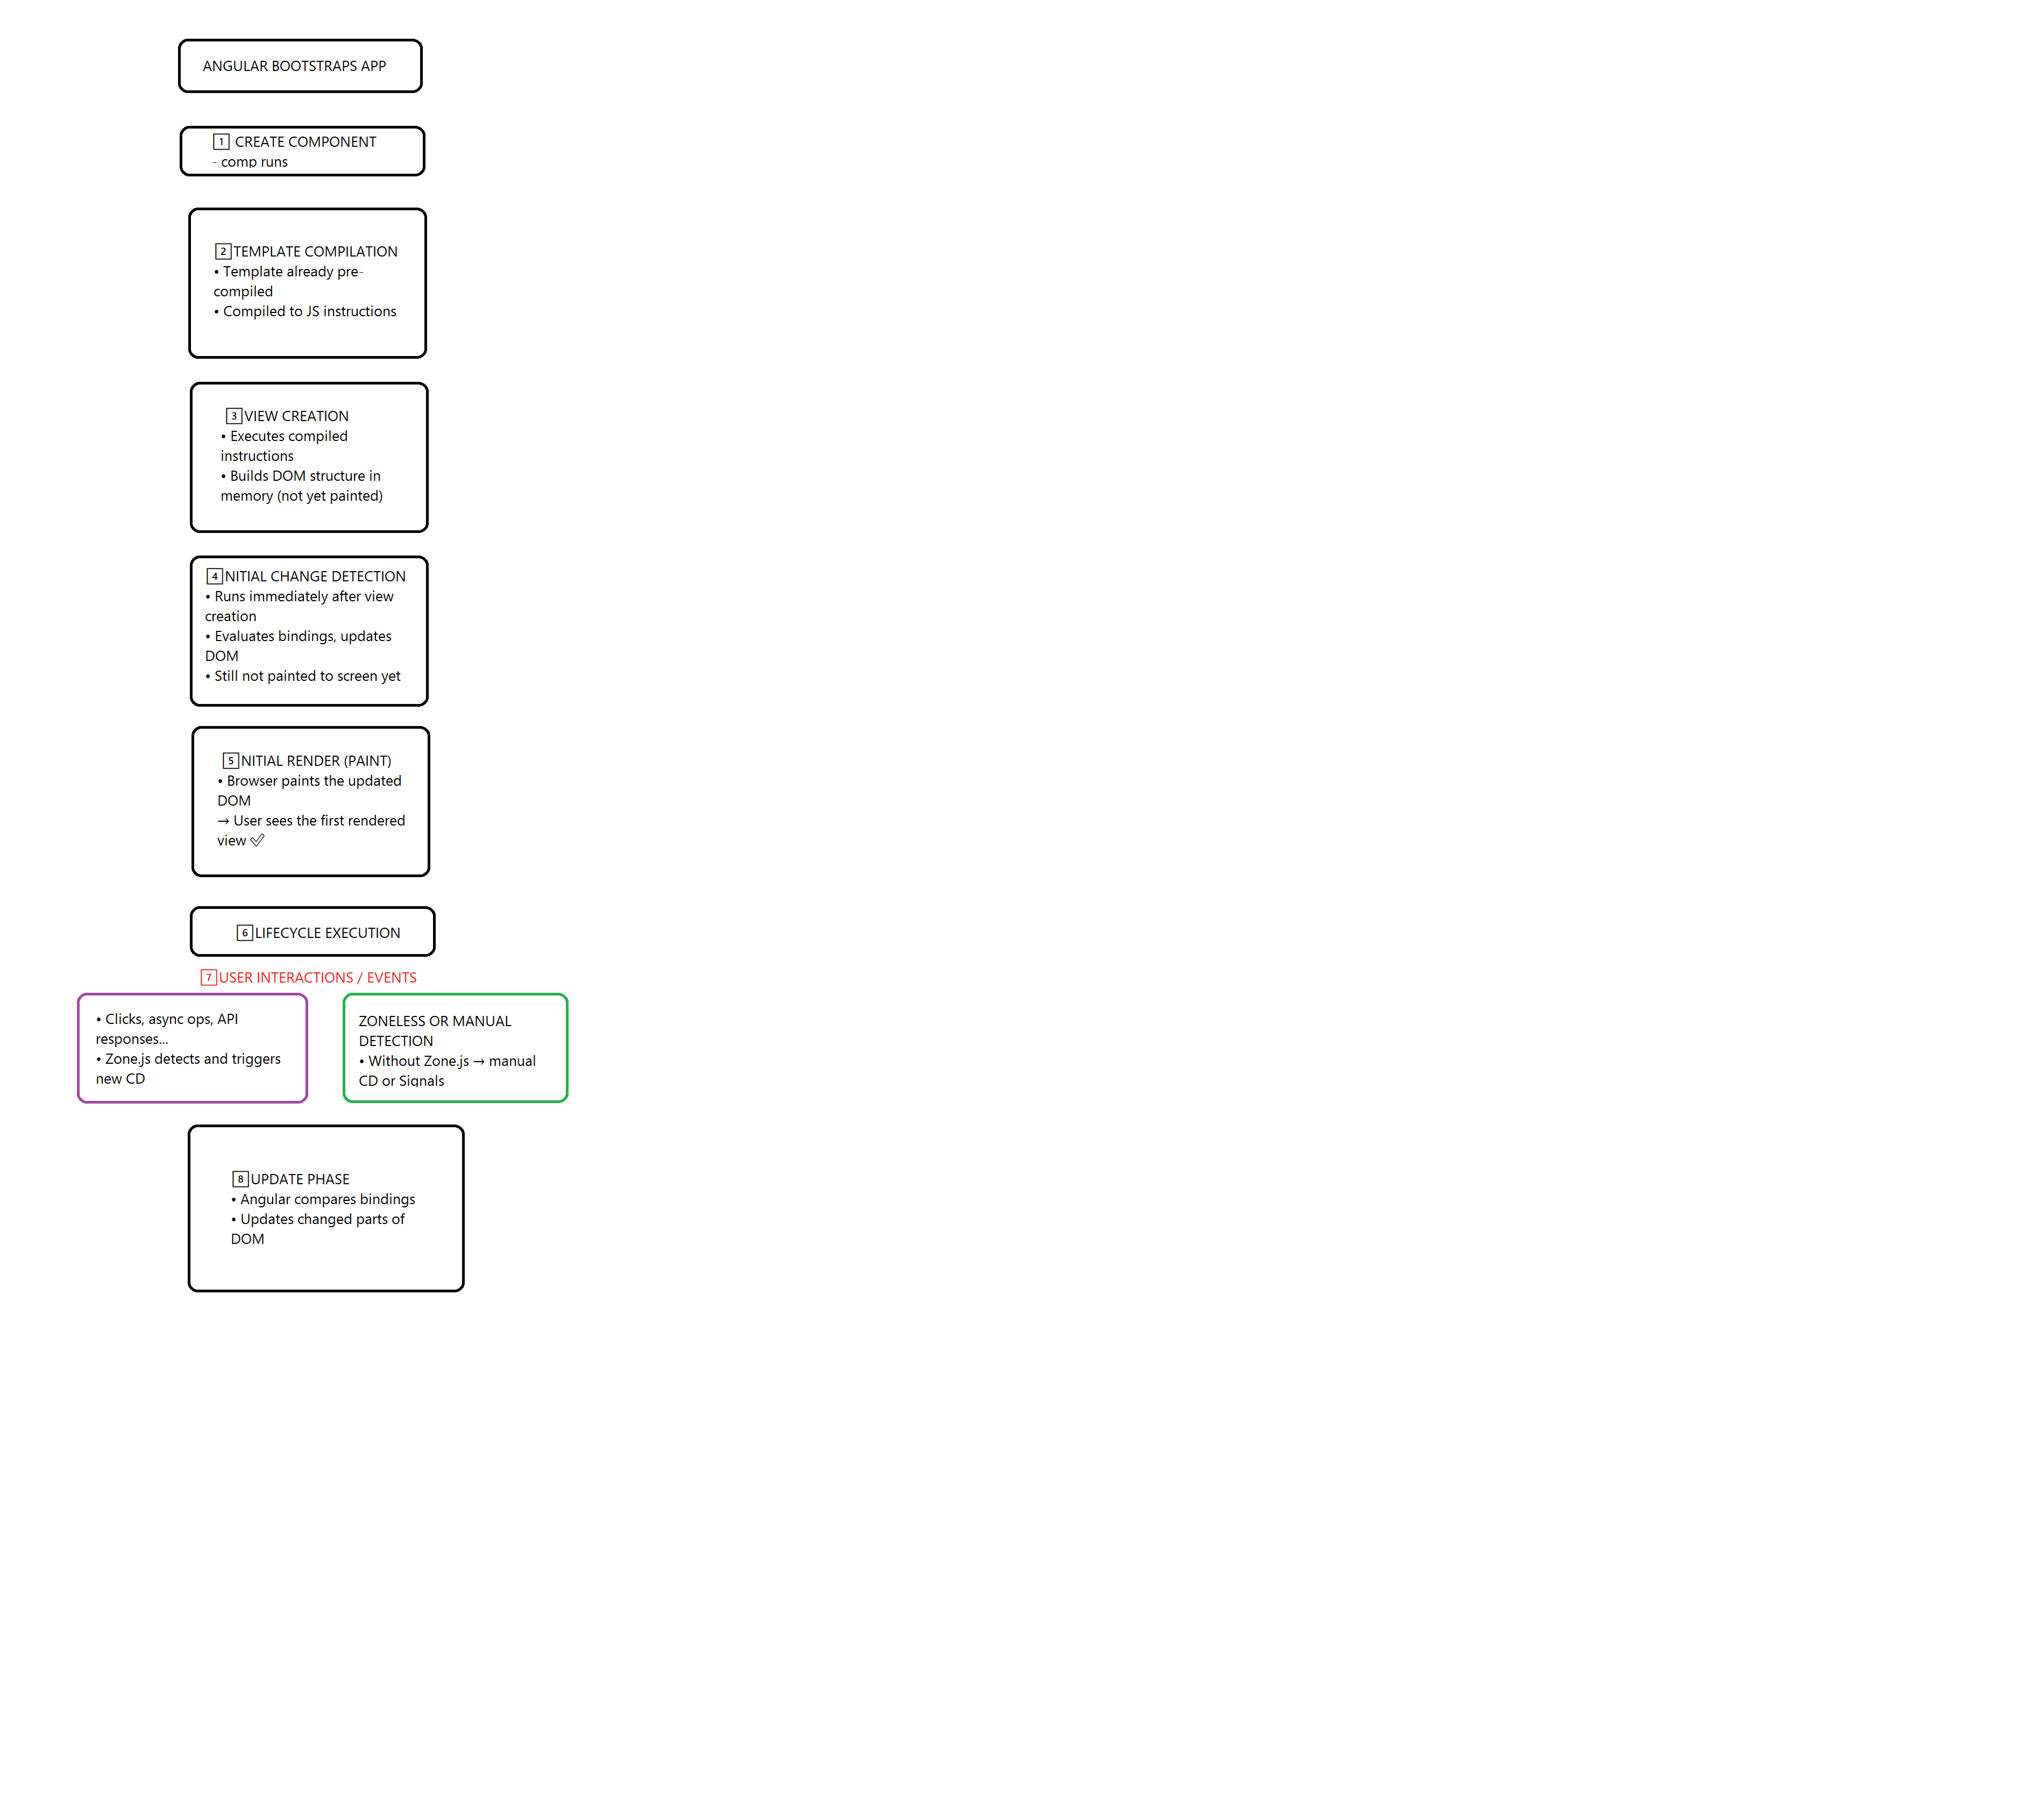 ANGULAR BOOTSTRAPS APP
1 CREATE COMPONENT
- comp runs
2 TEMPLATE COMPILATION
• Template already pre-
compiled
• Compiled to JS instructions
3 VIEW CREATION
• Executes compiled
instructions
• Builds DOM structure in
memory (not yet painted)
4 NITIAL CHANGE DETECTION
• Runs immediately after view
creation
• Evaluates bindings, updates
DOM
• Still not painted to screen yet
5 NITIAL RENDER (PAINT)
• Browser paints the updated
DOM
→ User sees the first rendered
view ✅
6 LIFECYCLE EXECUTION
7 USER INTERACTIONS / EVENTS
• Clicks, async ops, API
responses...
• Zone.js detects and triggers
new CD
ZONELESS OR MANUAL
DETECTION
• Without Zone.js → manual
CD or Signals
8 UPDATE PHASE
• Angular compares bindings
• Updates changed parts of
DOM